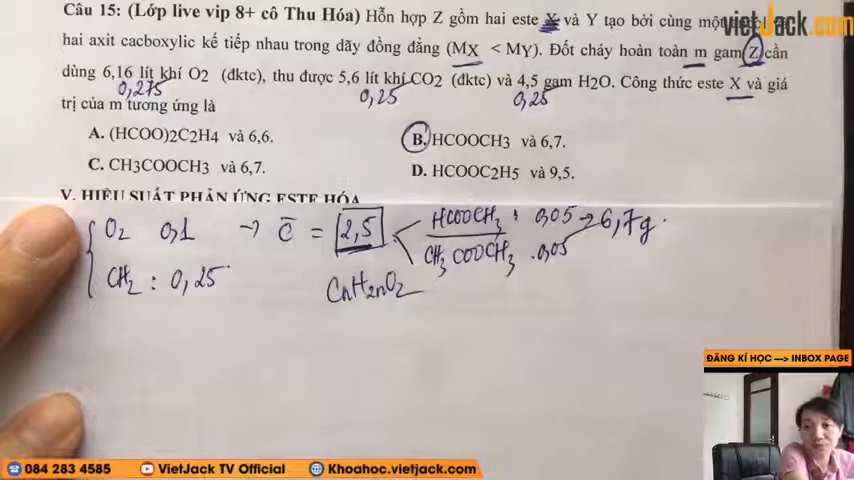 Câu 15: (Lớp live vip 8+ cô Thu Hóa) Hỗn hợp Z gồm hai este X và Y tạo bởi cùng một
vietJack.com
hai axit cacboxylic kế tiếp nhau trong dãy đồng đẳng (MX < MY). Đốt cháy hoàn toàn m gam Z cần
dùng 6,16 lít khí O2 (đktc), thu được 5,6 lít khí CO2 (đktc) và 4,5 gam H2O. Công thức este X và giá
0,275 0,25 0,25
trị của m tương ứng là
A. (HCOO)2C2H4 và 6,6.
B. HCOOCH3 và 6,7.
C. CH3COOCH3 và 6,7.
D. HCOOC2H5 và 9,5.
V. HIỆU SUẤT PHẢN ỨNG ESTE HÓA
O2 0,1 → C̄ = 2,5 HCOOCH3 : 0,05 → 6,7g.
CH2 : 0,25 CH3COOCH3 . 0,05
CnH2nO2
ĐĂNG KÍ HỌC —> INBOX PAGE
084 283 4585 VietJack TV Official Khoahoc.vietjack.com